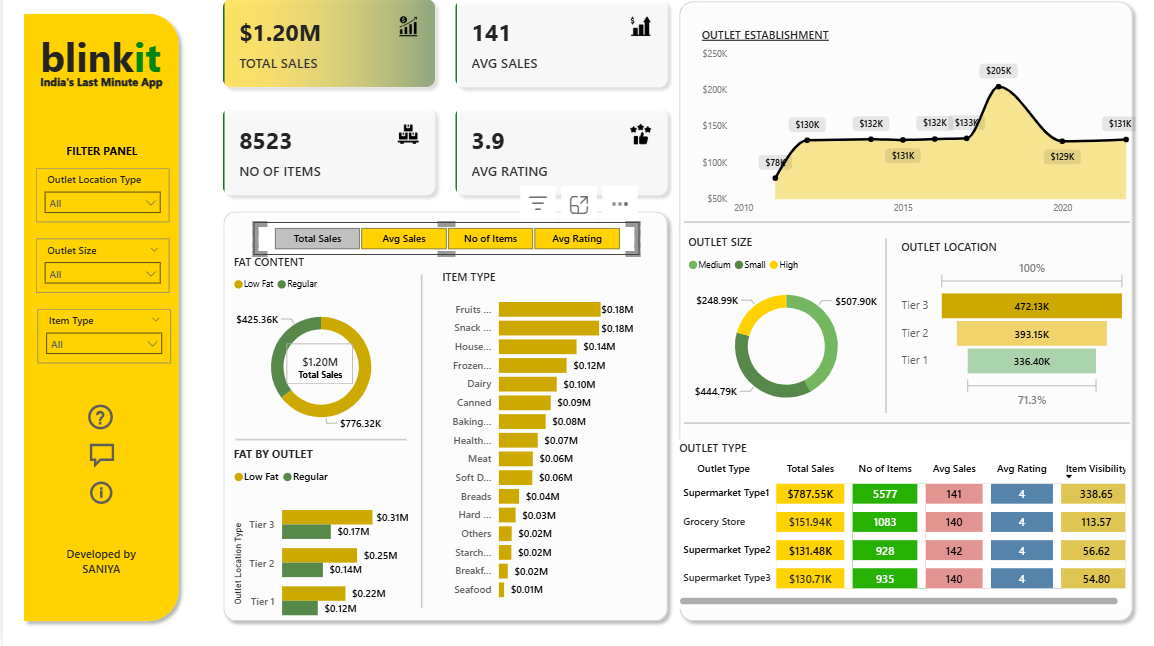 blinkit
India's Last Minute App
FILTER PANEL
Outlet Location Type
All
Outlet Size
All
Item Type
All
Developed by
SANIYA
$1.20M
TOTAL SALES
141
AVG SALES
8523
NO OF ITEMS
3.9
AVG RATING
Total Sales
Avg Sales
No of Items
Avg Rating
FAT CONTENT
Low Fat Regular
$425.36K
$1.20M
Total Sales
$776.32K
FAT BY OUTLET
Low Fat Regular
Outlet Location Type
Tier 3 $0.31M
$0.17M
Tier 2 $0.25M
$0.14M
Tier 1 $0.22M
$0.12M
ITEM TYPE
Fruits ... $0.18M
Snack ... $0.18M
House... $0.14M
Frozen... $0.12M
Dairy $0.10M
Canned $0.09M
Baking... $0.08M
Health... $0.07M
Meat $0.06M
Soft D... $0.06M
Breads $0.04M
Hard ... $0.03M
Others $0.02M
Starch... $0.02M
Breakf... $0.02M
Seafood $0.01M
OUTLET ESTABLISHMENT
$250K
$200K
$150K
$100K
$50K
$78K
$130K
$132K
$131K
$132K
$133K
$205K
$129K
$131K
2010 2015 2020
OUTLET SIZE
Medium Small High
$248.99K
$507.90K
$444.79K
OUTLET LOCATION
100%
Tier 3 472.13K
Tier 2 393.15K
Tier 1 336.40K
71.3%
OUTLET TYPE
Outlet Type Total Sales No of Items Avg Sales Avg Rating Item Visibility
Supermarket Type1 $787.55K 5577 141 4 338.65
Grocery Store $151.94K 1083 140 4 113.57
Supermarket Type2 $131.48K 928 142 4 56.62
Supermarket Type3 $130.71K 935 140 4 54.80